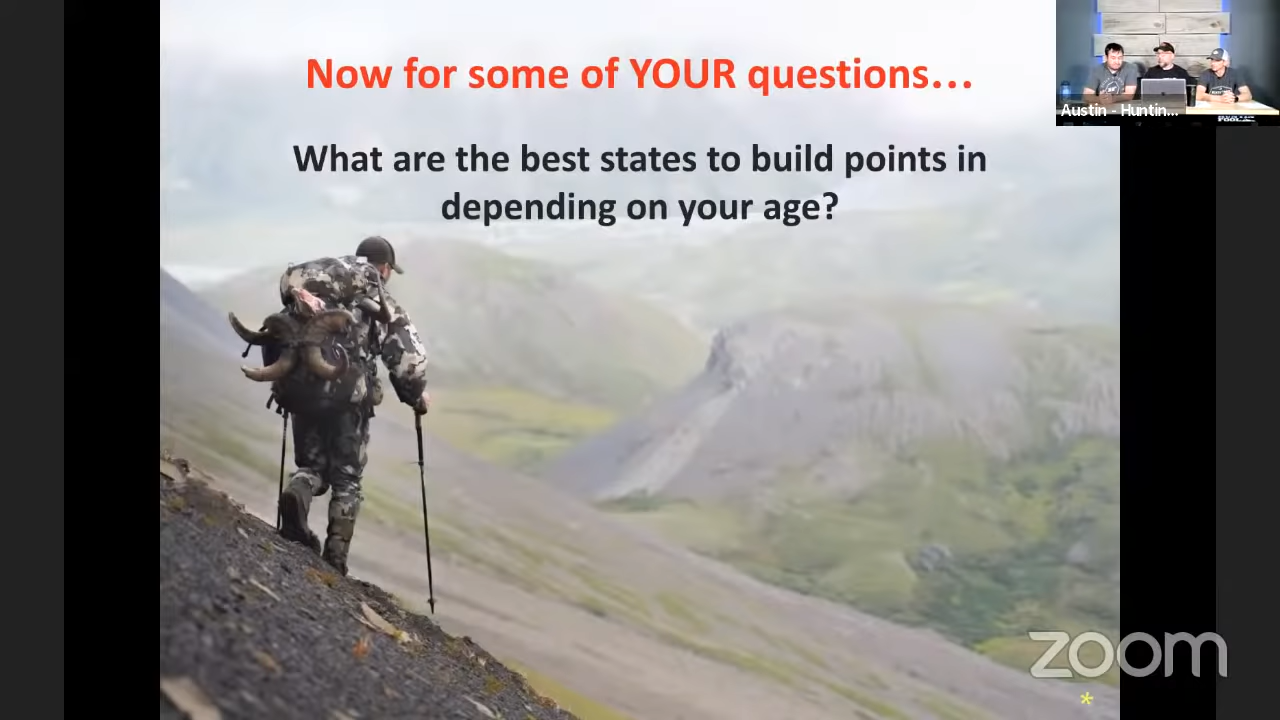 Now for some of YOUR questions…
What are the best states to build points in
depending on your age?
Austin - Huntin...
zoom
*